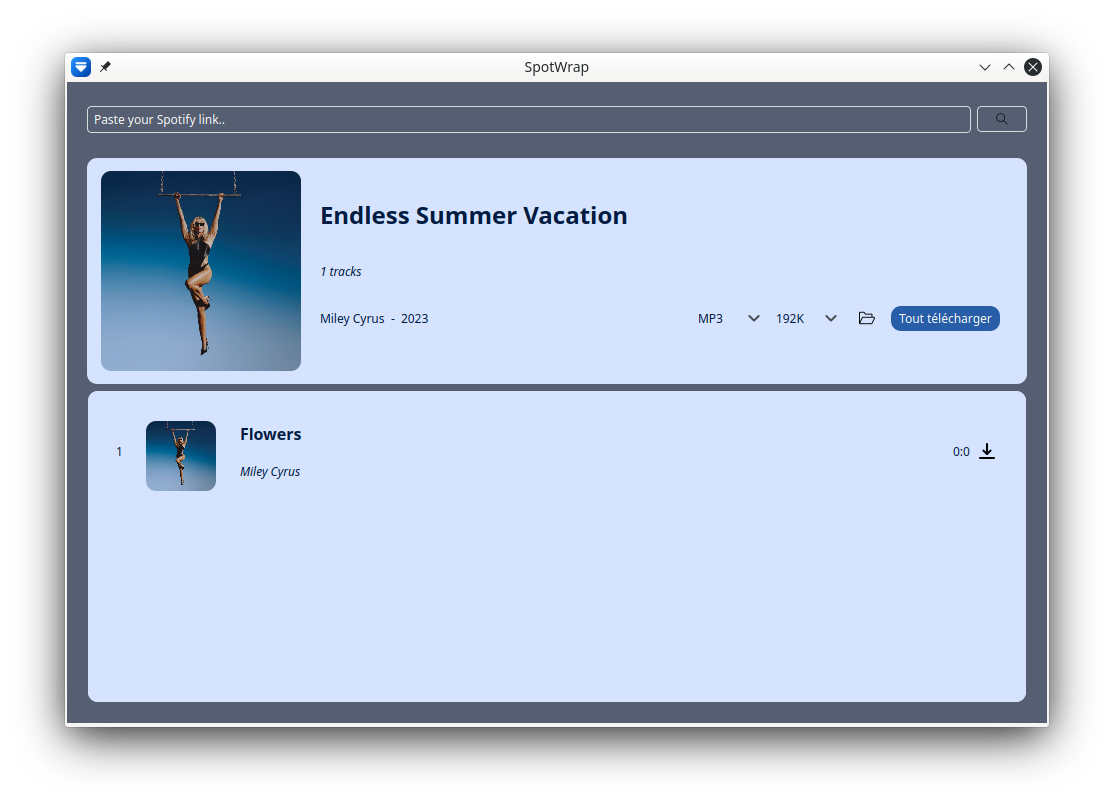 SpotWrap
Paste your Spotify link..
Endless Summer Vacation
1 tracks
Miley Cyrus - 2023
MP3
192K
Tout télécharger
1
Flowers
Miley Cyrus
0:0